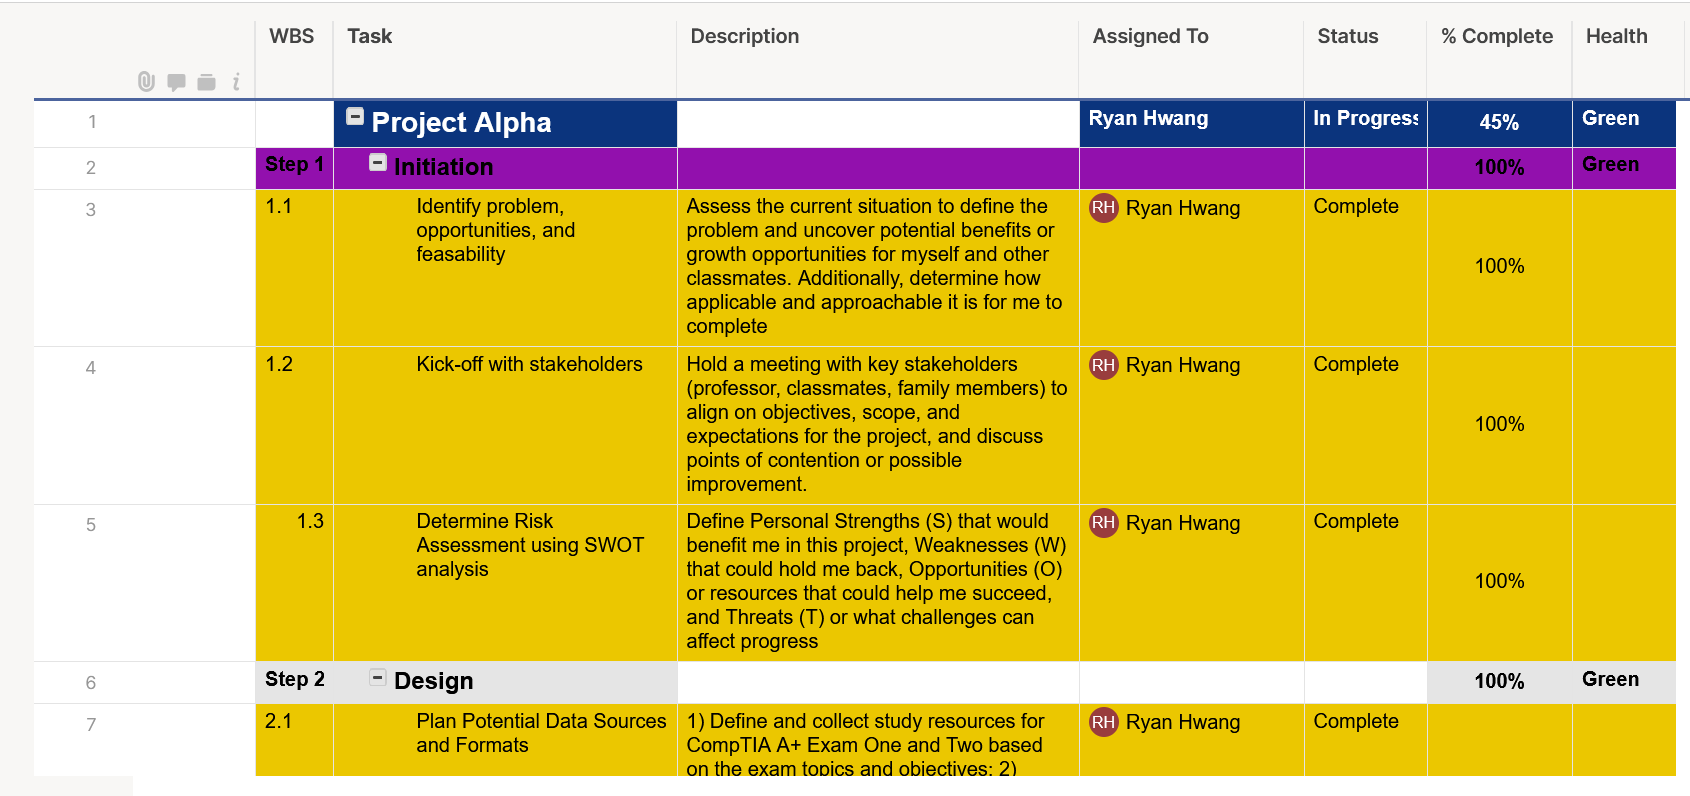 WBS Task Description Assigned To Status % Complete Health
1 Project Alpha Ryan Hwang In Progress 45% Green
2 Step 1 Initiation 100% Green
3 1.1 Identify problem,
opportunities, and
feasability
Assess the current situation to define the
problem and uncover potential benefits or
growth opportunities for myself and other
classmates. Additionally, determine how
applicable and approachable it is for me to
complete
RH Ryan Hwang Complete 100%
4 1.2 Kick-off with stakeholders
Hold a meeting with key stakeholders
(professor, classmates, family members) to
align on objectives, scope, and
expectations for the project, and discuss
points of contention or possible
improvement.
RH Ryan Hwang Complete 100%
5 1.3 Determine Risk
Assessment using SWOT
analysis
Define Personal Strengths (S) that would
benefit me in this project, Weaknesses (W)
that could hold me back, Opportunities (O)
or resources that could help me succeed,
and Threats (T) or what challenges can
affect progress
RH Ryan Hwang Complete 100%
6 Step 2 Design 100% Green
7 2.1 Plan Potential Data Sources
and Formats
1) Define and collect study resources for
CompTIA A+ Exam One and Two based
on the exam topics and objectives; 2)
RH Ryan Hwang Complete